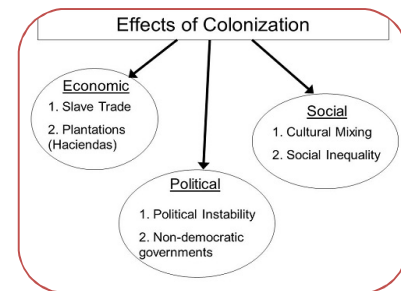 Effects of Colonization
Economic
1. Slave Trade
2. Plantations
(Haciendas)
Social
1. Cultural Mixing
2. Social Inequality
Political
1. Political Instability
2. Non-democratic
governments